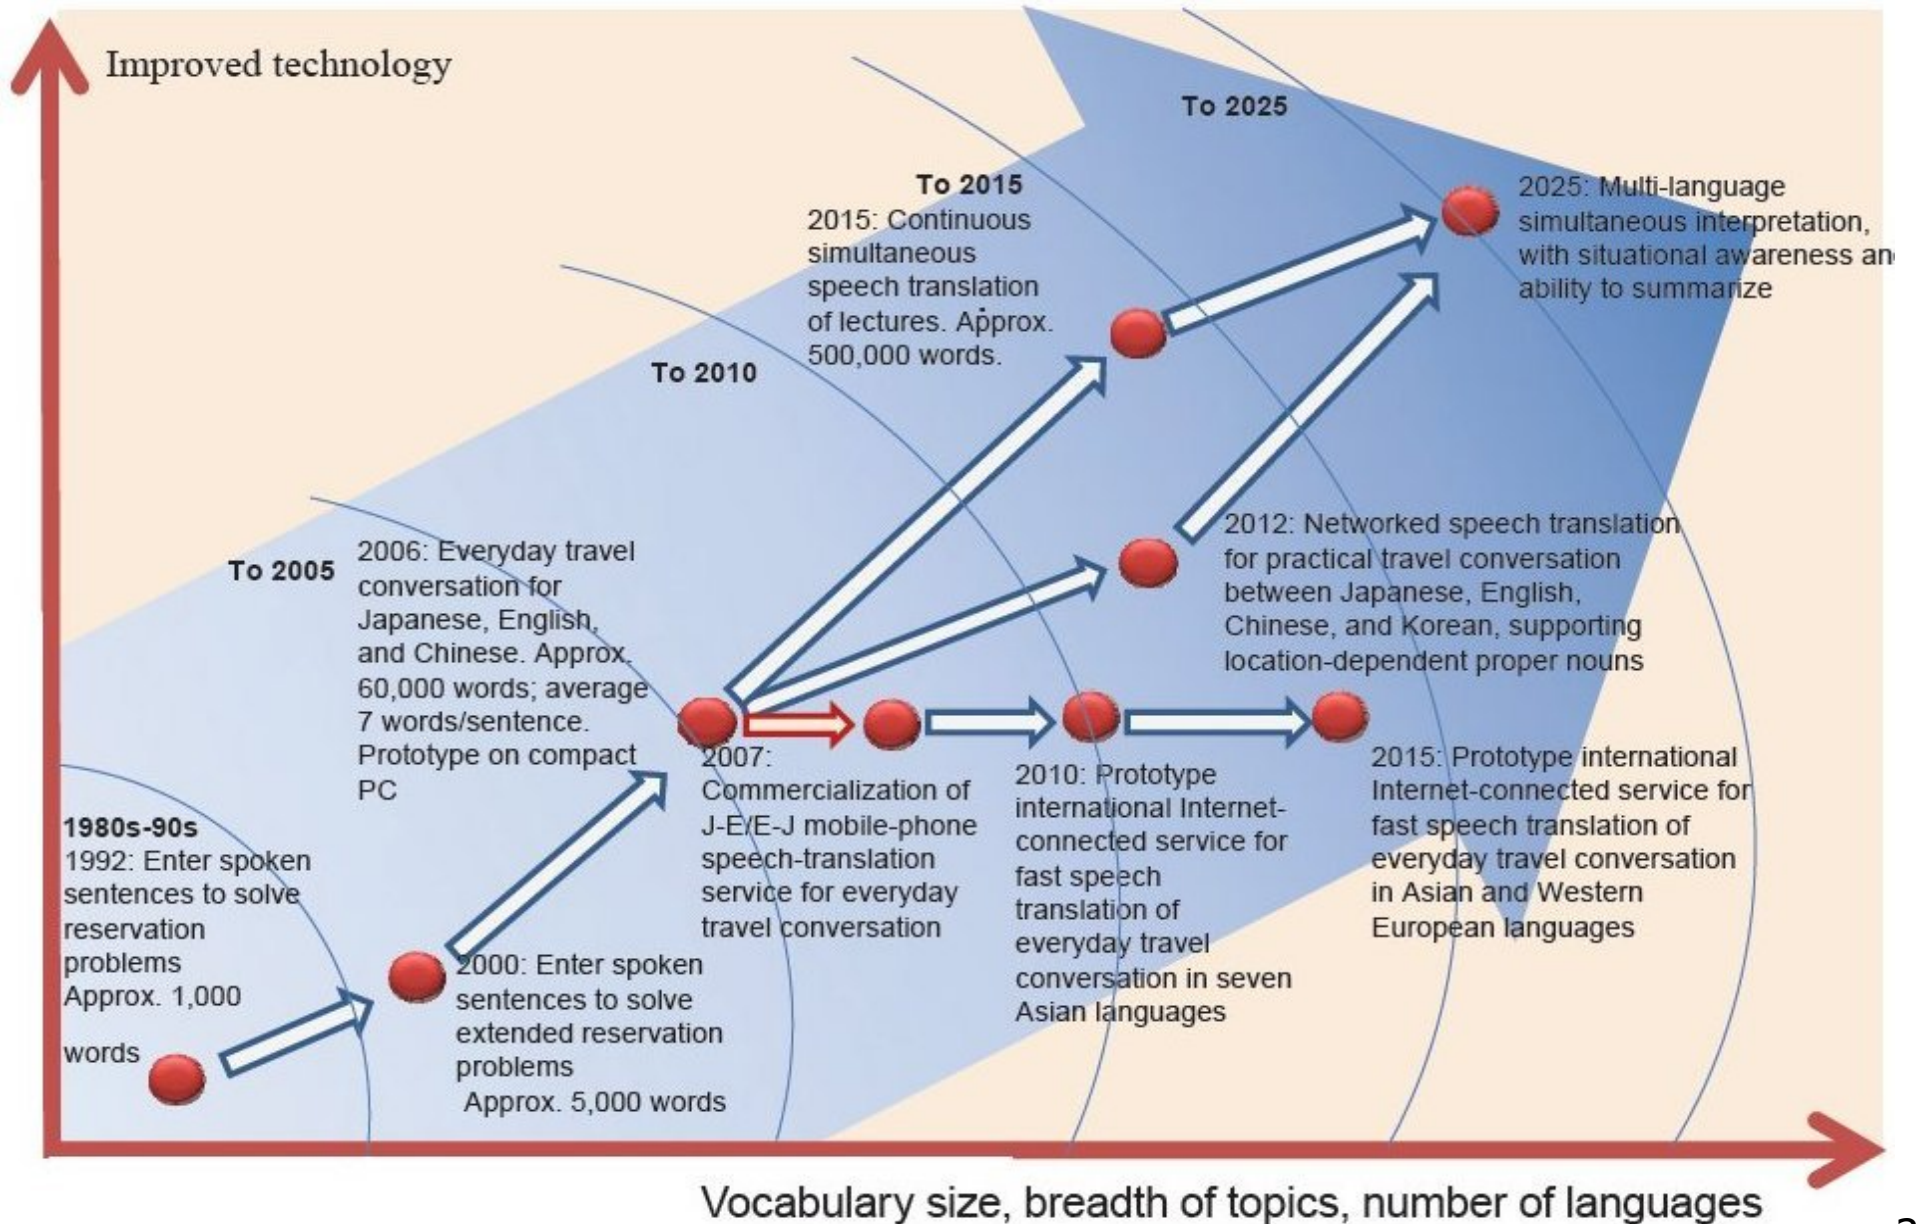 Improved technology
To 2025
2025: Multi-language
simultaneous interpretation,
with situational awareness an
ability to summarize
To 2015
2015: Continuous
simultaneous
speech translation
of lectures. Approx.
500,000 words.
To 2010
2012: Networked speech translation
for practical travel conversation
between Japanese, English,
Chinese, and Korean, supporting
location-dependent proper nouns
To 2005
2006: Everyday travel
conversation for
Japanese, English,
and Chinese. Approx.
60,000 words; average
7 words/sentence.
Prototype on compact
PC
2007:
Commercialization of
J-E/E-J mobile-phone
speech-translation
service for everyday
travel conversation
2010: Prototype
international Internet-
connected service for
fast speech
translation of
everyday travel
conversation in seven
Asian languages
2015: Prototype international
Internet-connected service for
fast speech translation of
everyday travel conversation
in Asian and Western
European languages
1980s-90s
1992: Enter spoken
sentences to solve
reservation
problems
Approx. 1,000
words
2000: Enter spoken
sentences to solve
extended reservation
problems
Approx. 5,000 words
Vocabulary size, breadth of topics, number of languages